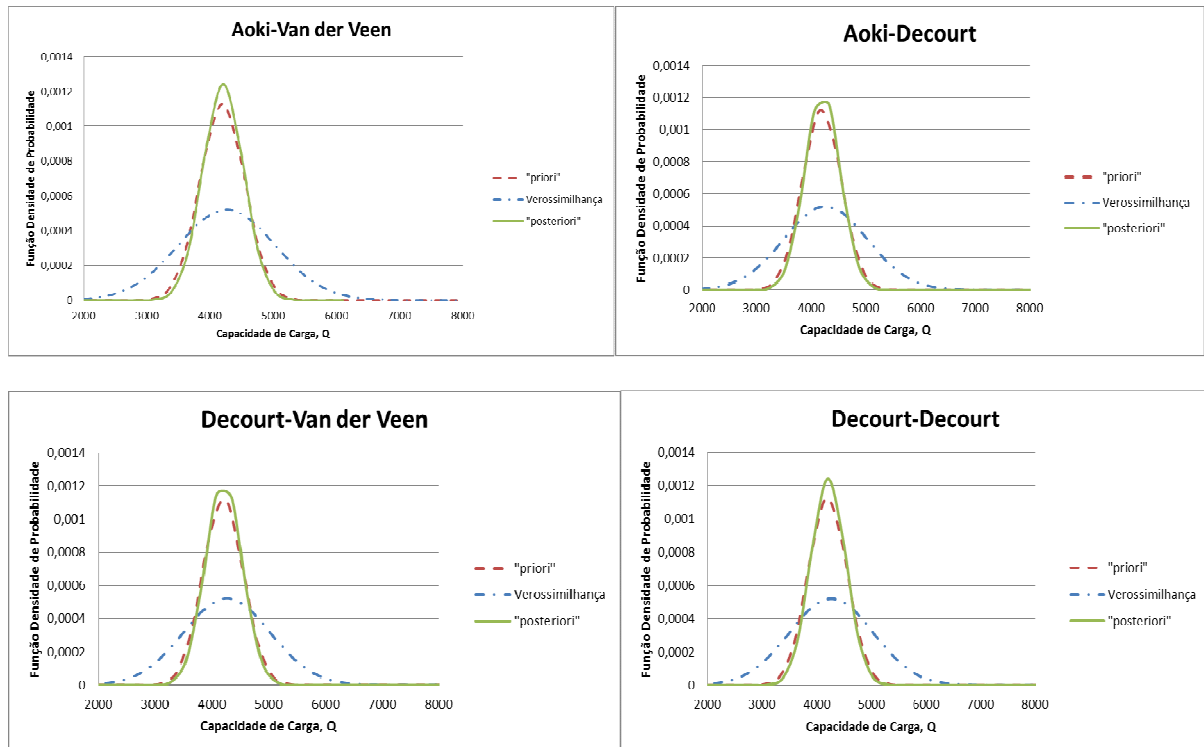 Aoki-Van der Veen
Função Densidade de Probabilidade
0,0014
0,0012
0,001
0,0008
0,0006
0,0004
0,0002
0
2000 3000 4000 5000 6000 7000 8000
Capacidade de Carga, Q
"priori"
Verossimilhança
"posteriori"
Aoki-Decourt
Função Densidade de Probabilidade
0,0014
0,0012
0,001
0,0008
0,0006
0,0004
0,0002
0
2000 3000 4000 5000 6000 7000 8000
Capacidade de Carga, Q
"priori"
Verossimilhança
"posteriori"
Decourt-Van der Veen
Função Densidade de Probabilidade
0,0014
0,0012
0,001
0,0008
0,0006
0,0004
0,0002
0
2000 3000 4000 5000 6000 7000 8000
Capacidade de Carga, Q
"priori"
Verossimilhança
"posteriori"
Decourt-Decourt
Função Densidade de Probabilidade
0,0014
0,0012
0,001
0,0008
0,0006
0,0004
0,0002
0
2000 3000 4000 5000 6000 7000 8000
Capacidade de Carga, Q
"priori"
Verossimilhança
"posteriori"